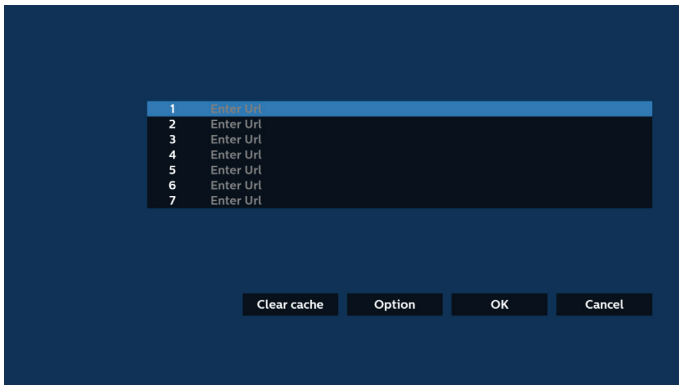 1 Enter Url
2 Enter Url
3 Enter Url
4 Enter Url
5 Enter Url
6 Enter Url
7 Enter Url
Clear cache Option OK Cancel